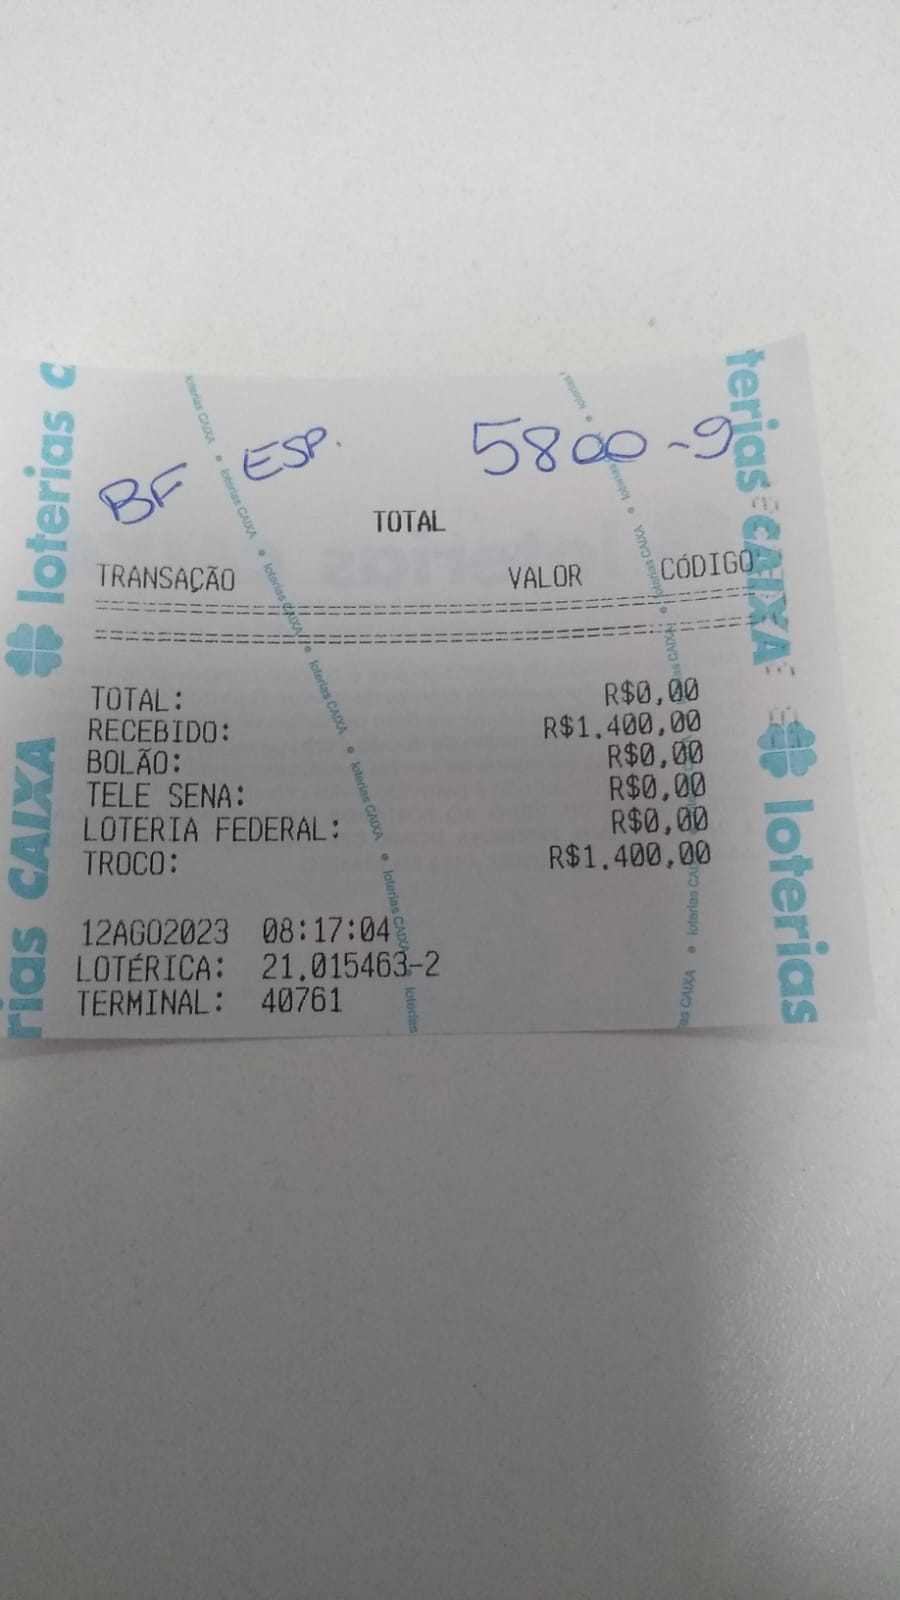 BF ESP. 5800-9
TOTAL
TRANSAÇÃO VALOR CÓDIGO
================================================
================================================
TOTAL: R$0,00
RECEBIDO: R$1.400,00
BOLÃO: R$0,00
TELE SENA: R$0,00
LOTERIA FEDERAL: R$0,00
TROCO: R$1.400,00
12AGO2023 08:17:04
LOTÉRICA: 21.015463-2
TERMINAL: 40761
loterias CAIXA
loterias CAIXA